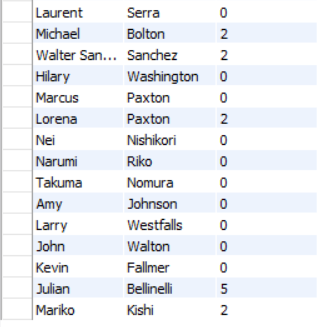 Laurent Serra 0
Michael Bolton 2
Walter San... Sanchez 2
Hilary Washington 0
Marcus Paxton 0
Lorena Paxton 2
Nei Nishikori 0
Narumi Riko 0
Takuma Nomura 0
Amy Johnson 0
Larry Westfalls 0
John Walton 0
Kevin Fallmer 0
Julian Bellinelli 5
Mariko Kishi 2